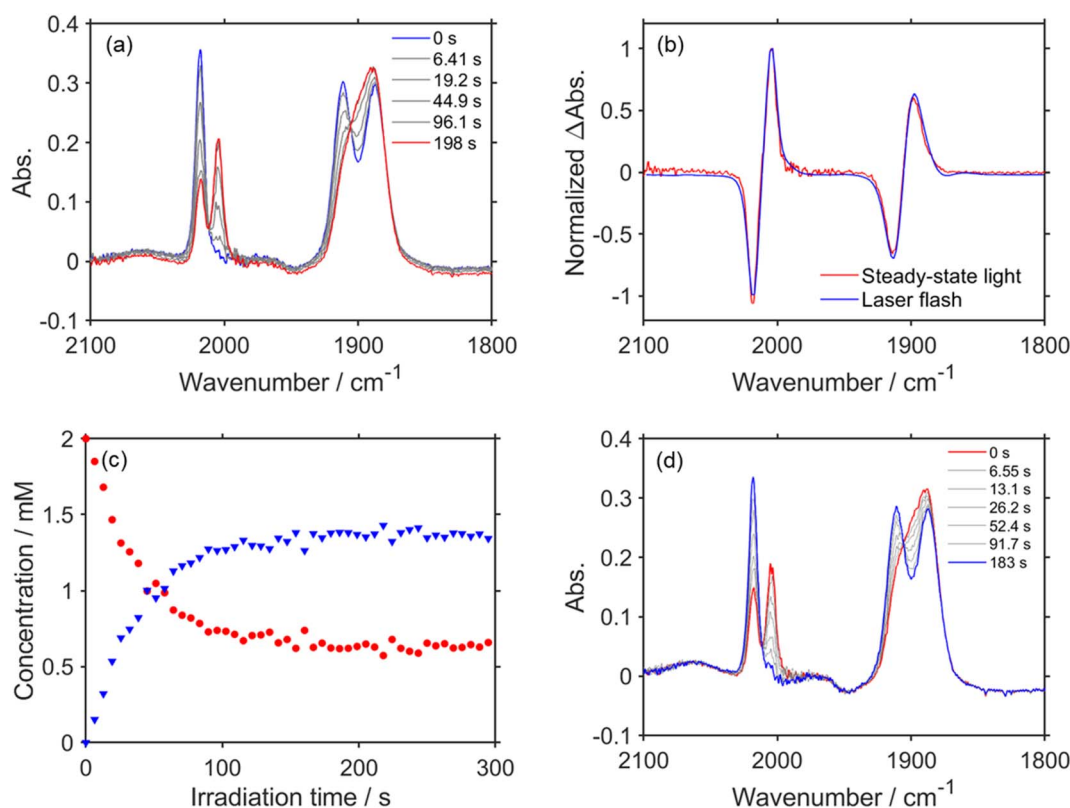 (a)
0 s
6.41 s
19.2 s
44.9 s
96.1 s
198 s
0.4
0.3
0.2
0.1
0
-0.1
Abs.
2100 2000 1900 1800
Wavenumber / cm⁻¹
(b)
1
0.5
0
-0.5
-1
Normalized ΔAbs.
Steady-state light
Laser flash
2100 2000 1900 1800
Wavenumber / cm⁻¹
(c)
2
1.5
1
0.5
0
Concentration / mM
0 100 200 300
Irradiation time / s
(d)
0 s
6.55 s
13.1 s
26.2 s
52.4 s
91.7 s
183 s
0.4
0.3
0.2
0.1
0
-0.1
Abs.
2100 2000 1900 1800
Wavenumber / cm⁻¹